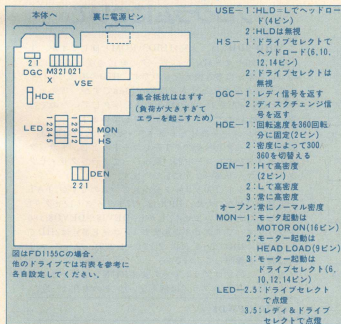 本体へ
裏に電源ピン
2 1
M3210 21
DGC
X
VSE
HDE
集合抵抗ははずす
(負荷が大きすぎて
エラーを起こすため)
LED
12345
12312
MON
HS
DEN
2 2 1
図はFD1155Cの場合.
他のドライブでは右表を参考に
各自設定してください.
USE－1：HLD＝Lでヘッドロー
ド(4ピン)
2：HLDは無視
HS－1：ドライブセレクトで
ヘッドロード(6,10,
12,14ピン)
2：ドライブセレクトは
無視
DGC－1：レディ信号を返す
2：ディスクチェンジ信
号を返す
HDE－1：回転速度を360回転
分に固定(2ピン)
2：密度によって300/
360を切替える
DEN－1：Hで高密度
(2ピン)
2：Lて高密度
3：常に高密度
オープン：常にノーマル密度
MON－1：モータ起動は
MOTOR ON(16ピン)
2：モーター起動は
HEAD LOAD(9ピン)
3：モーター起動は
ドライブセレクト(6,
10,12,14ピン)
LED－2.5：ドライブセレクト
で点燈
3.5：レディ&ドライブ
セレクトで点燈